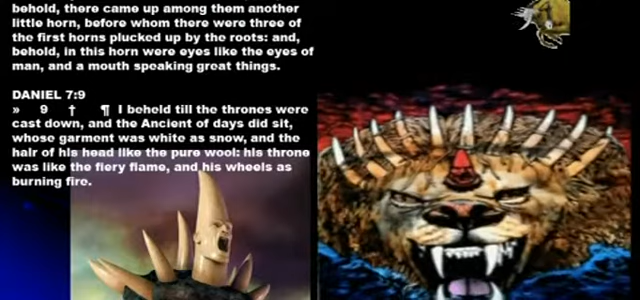 behold, there came up among them another
little horn, before whom there were three of
the first horns plucked up by the roots: and,
behold, in this horn were eyes like the eyes of
man, and a mouth speaking great things.
DANIEL 7:9
» 9 † ¶ I beheld till the thrones were
cast down, and the Ancient of days did sit,
whose garment was white as snow, and the
hair of his head like the pure wool: his throne
was like the fiery flame, and his wheels as
burning fire.